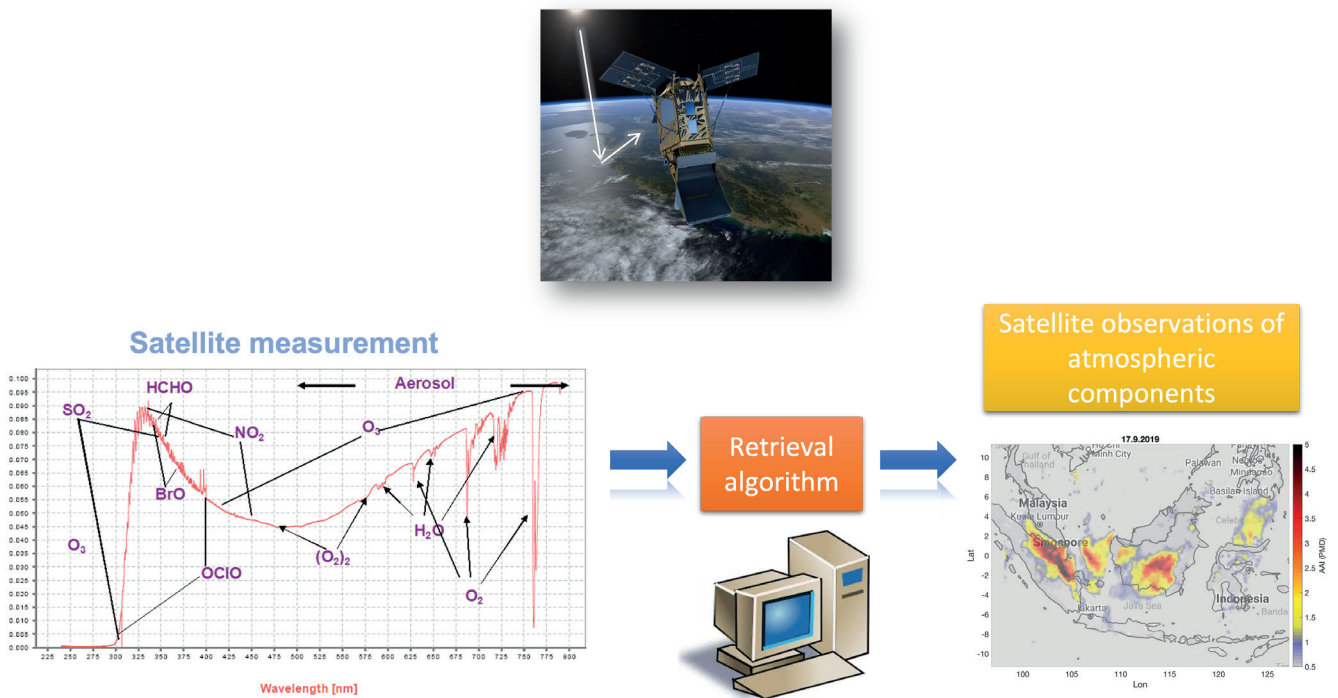 Satellite measurement
0.100
0.095
0.090
0.085
0.080
0.075
0.070
0.065
0.060
0.055
0.050
0.045
0.040
0.035
0.030
0.025
0.020
0.015
0.010
0.005
0.000
HCHO
Aerosol
SO₂
NO₂
O₃
BrO
H₂O
(O₂)₂
O₃
OClO
O₂
225 250 275 300 325 350 375 400 425 450 475 500 525 550 575 600 625 650 675 700 725 750 775 800
Wavelength [nm]
Retrieval
algorithm
Satellite observations of
atmospheric
components
17.9.2019
Minh City
Gulf of
Thailand
Palawan
Mindanao
Basilan Island
Malaysia
Kuala Lumpur
Celebes
Singapore
Indonesia
Jakarta
Java Sea
Banda
10
8
6
4
2
0
-2
-4
-6
-8
-10
Lat
100 105 110 115 120 125
Lon
5
4.5
4
3.5
3
2.5
2
1.5
1
0.5
AAI (PMD)